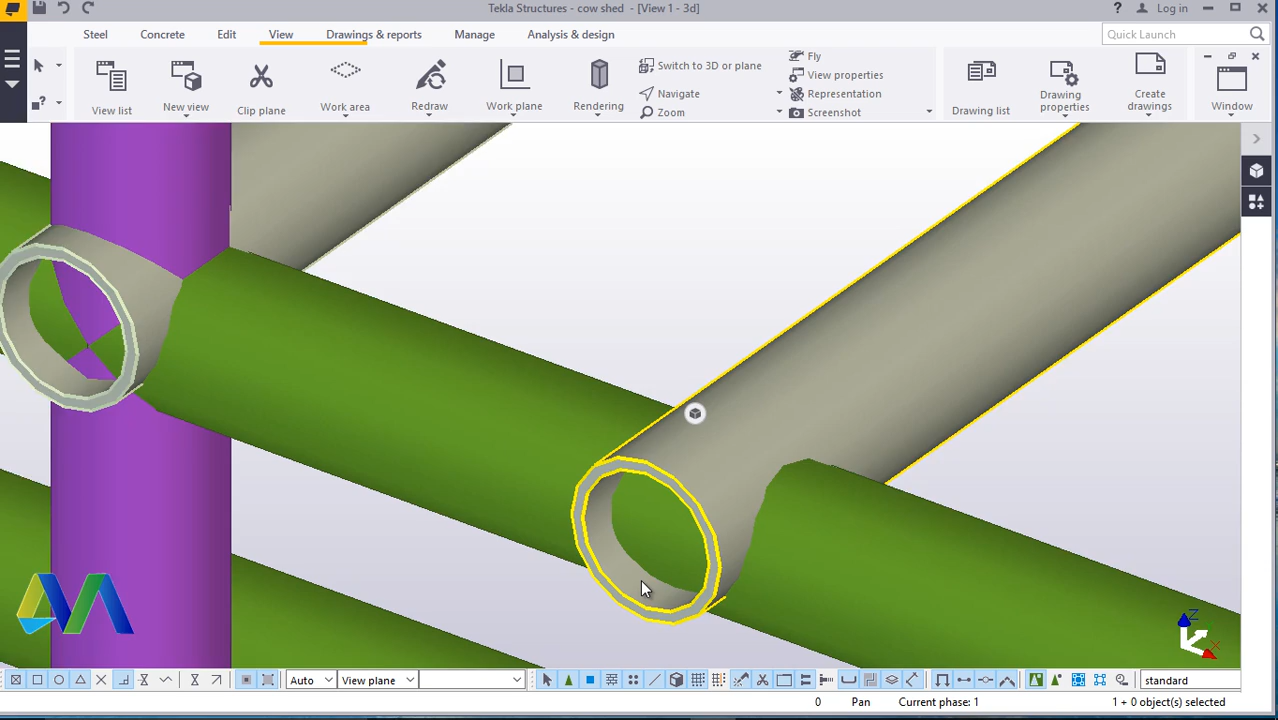 Tekla Structures - cow shed - [View 1 - 3d]
? Log in
Steel Concrete Edit View Drawings & reports Manage Analysis & design Quick Launch
Fly
Switch to 3D or plane View properties
Navigate Representation
Zoom Screenshot
View list New view Clip plane Work area Redraw Work plane Rendering Drawing list Drawing properties Create drawings Window
Z
Auto View plane standard
0 Pan Current phase: 1 1 + 0 object(s) selected